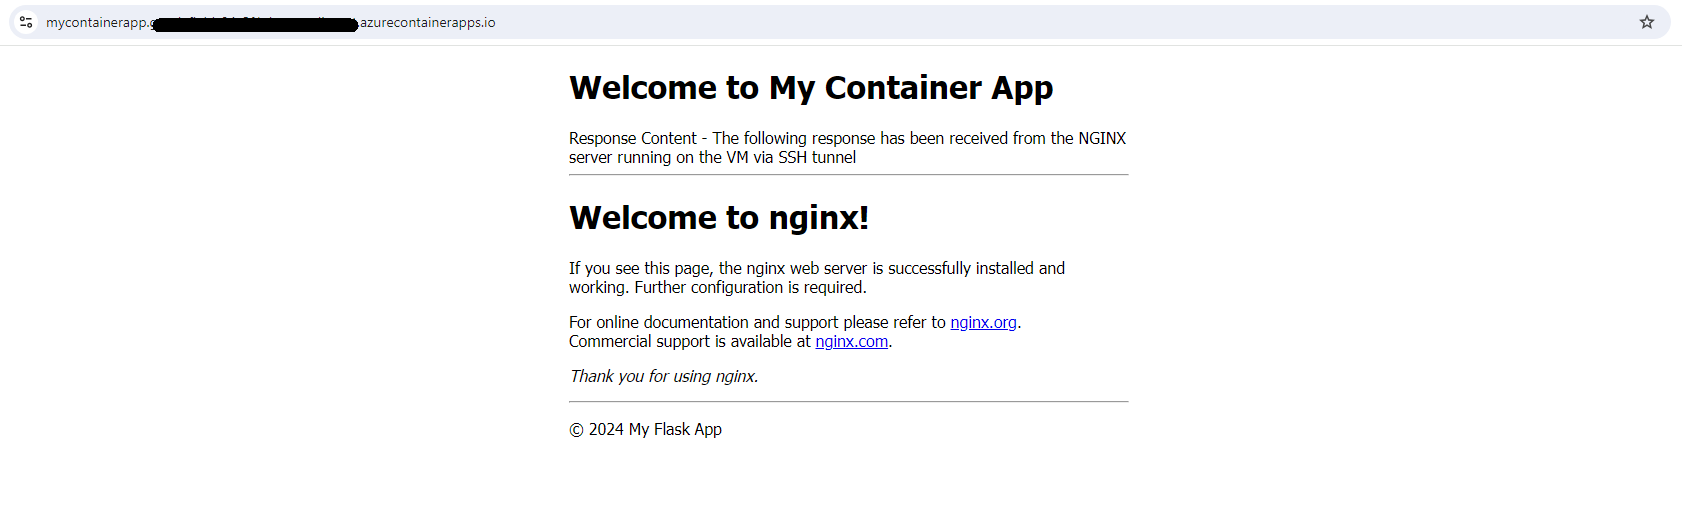 mycontainerapp. .azurecontainerapps.io
Welcome to My Container App
Response Content - The following response has been received from the NGINX
server running on the VM via SSH tunnel
Welcome to nginx!
If you see this page, the nginx web server is successfully installed and
working. Further configuration is required.
For online documentation and support please refer to nginx.org.
Commercial support is available at nginx.com.
Thank you for using nginx.
© 2024 My Flask App